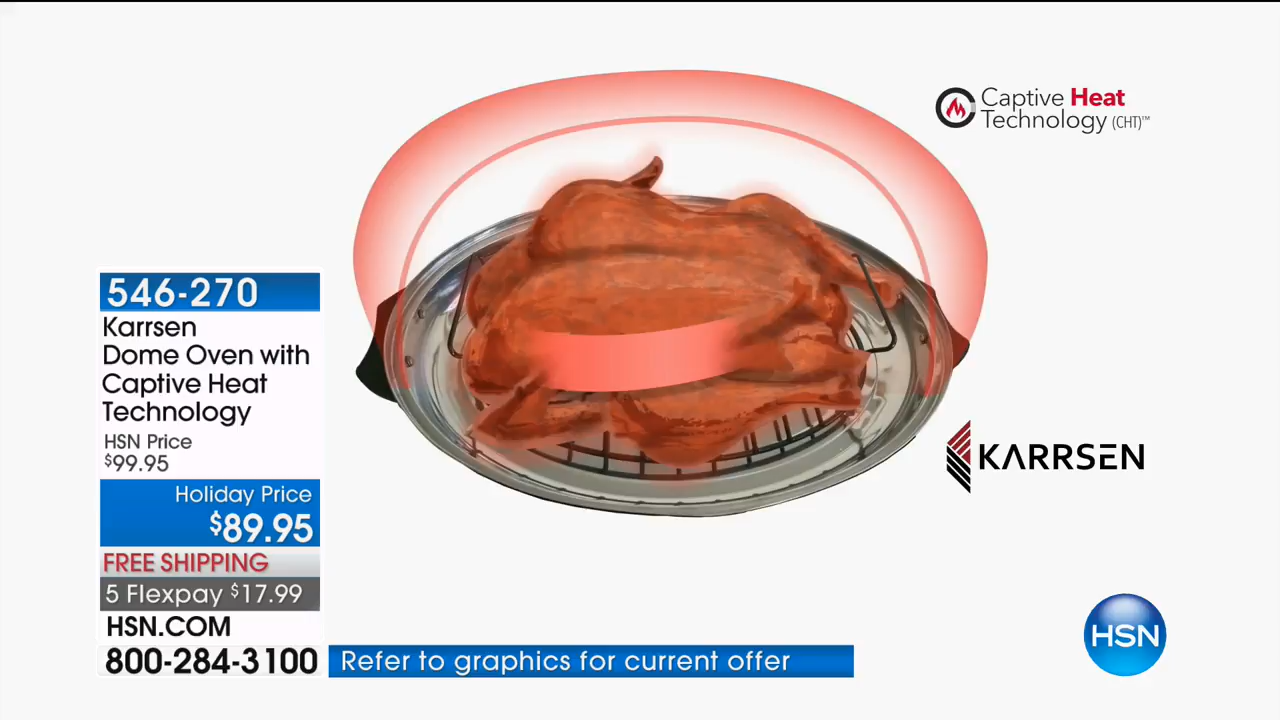 Captive Heat
Technology (CHT)™
546-270
Karrsen
Dome Oven with
Captive Heat
Technology
HSN Price
$99.95
Holiday Price
$89.95
FREE SHIPPING
5 Flexpay $17.99
HSN.COM
800-284-3100
Refer to graphics for current offer
KARRSEN
HSN